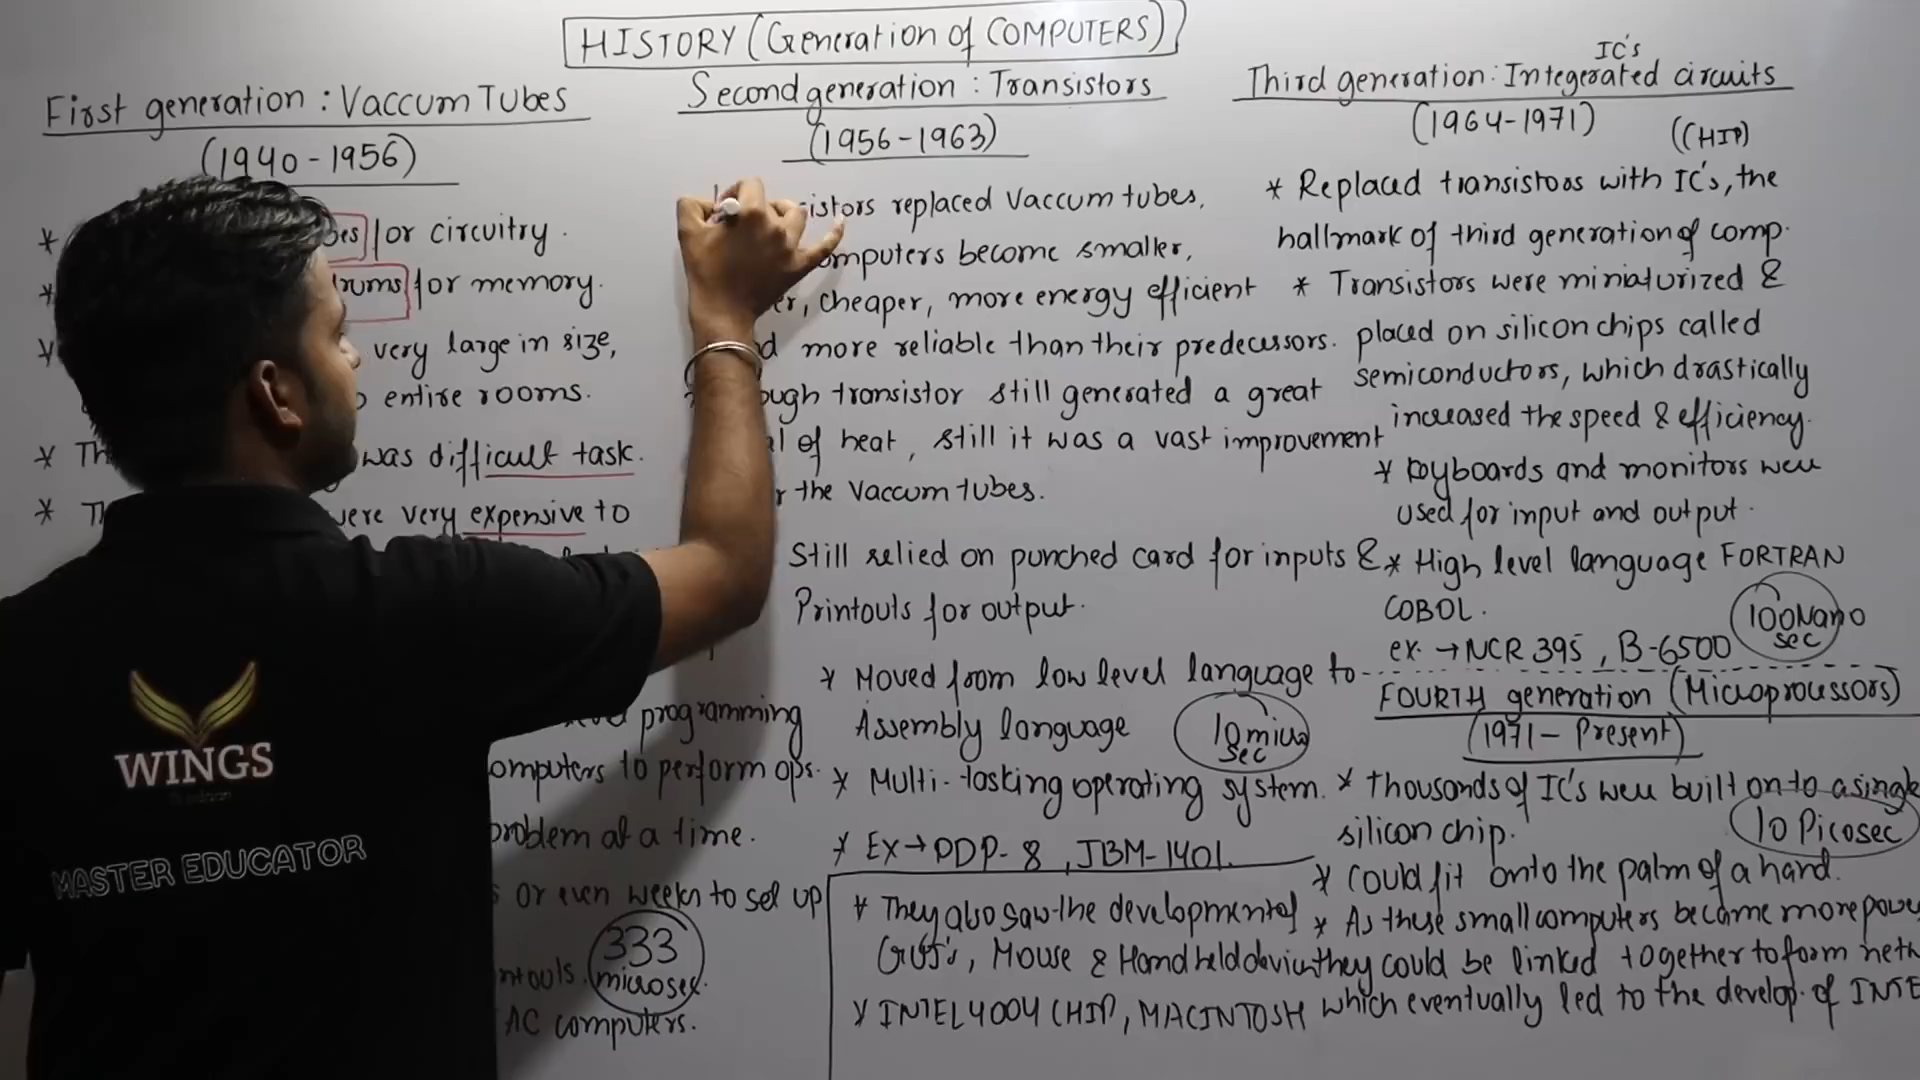 HISTORY (Generation of COMPUTERS)
First generation : Vaccum Tubes
(1940 - 1956)
* for circuitry.
* for memory.
very large in size,
entire rooms.
* was difficult task.
* were very expensive to
programming
computers to perform ops.
problem at a time.
or even weeks to set up
333
microsec.
AC computers.
Second generation : Transistors
(1956-1963)
replaced Vaccum tubes,
become smaller,
cheaper, more energy efficient
more reliable than their predecessors.
transistor still generated a great
of heat, still it was a vast improvement
the Vaccum tubes.
Still relied on punched card for inputs &
Printouts for output.
* Moved from low level language to
Assembly language
10 micro
sec
* Multi-tasking operating system.
* Ex → PDP-8, IBM-1401.
IC's
Third generation : Integerated circuits
(1964-1971) (CHIP)
* Replaced transistors with IC's, the
hallmark of third generation of comp.
* Transistors were miniaturized &
placed on silicon chips called
semiconductors, which drastically
increased the speed & efficiency.
* keyboards and monitors were
used for input and output.
* High level language FORTRAN
COBOL.
100 Nano
sec
ex. → NCR 395, B-6500
FOURTH generation (Microprocessors)
(1971 - Present)
* Thousands of IC's were built on to a single
silicon chip.
10 Picosec
* Could fit onto the palm of a hand.
* As these small computers became more
they could be linked together to form
which eventually led to the develop. of
* They also saw the development of
GUI's, Mouse & Hand held devices
* INTEL 4004 CHIP, MACINTOSH
WINGS
MASTER EDUCATOR